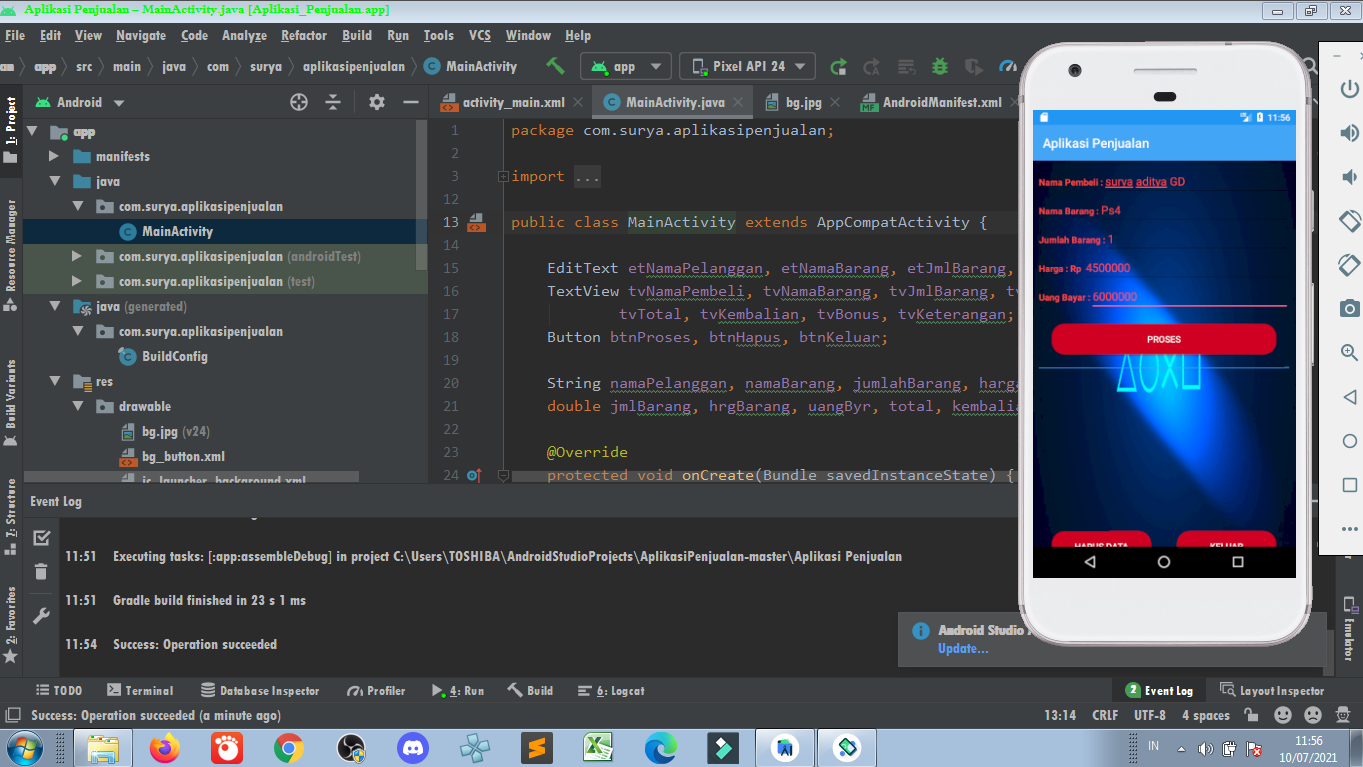 Aplikasi Penjualan – MainActivity.java [Aplikasi_Penjualan.app]
File Edit View Navigate Code Analyze Refactor Build Run Tools VCS Window Help
app src main java com surya aplikasipenjualan MainActivity app Pixel API 24
1: Project
Resource Manager
Build Variants
7: Structure
2: Favorites
Android
app
manifests
java
com.surya.aplikasipenjualan
MainActivity
com.surya.aplikasipenjualan (androidTest)
com.surya.aplikasipenjualan (test)
java (generated)
com.surya.aplikasipenjualan
BuildConfig
res
drawable
bg.jpg (v24)
bg_button.xml
ic_launcher_background.xml
activity_main.xml MainActivity.java bg.jpg AndroidManifest.xml
1 package com.surya.aplikasipenjualan;
2
3 import ...
12
13 public class MainActivity extends AppCompatActivity {
14
15 EditText etNamaPelanggan, etNamaBarang, etJmlBarang,
16 TextView tvNamaPembeli, tvNamaBarang, tvJmlBarang,
17 tvTotal, tvKembalian, tvBonus, tvKeterangan;
18 Button btnProses, btnHapus, btnKeluar;
19
20 String namaPelanggan, namaBarang, jumlahBarang,
21 double jmlBarang, hrgBarang, uangByr, total,
22
23 @Override
24 protected void onCreate(Bundle savedInstanceState) {
11:56
Aplikasi Penjualan
Nama Pembeli : surya aditya GD
Nama Barang : Ps4
Jumlah Barang : 1
Harga : Rp 4500000
Uang Bayar : 6000000
PROSES
HAPUS DATA KELUAR
Event Log
11:51 Executing tasks: [:app:assembleDebug] in project C:\Users\TOSHIBA\AndroidStudioProjects\AplikasiPenjualan-master\Aplikasi Penjualan
11:51 Gradle build finished in 23 s 1 ms
11:54 Success: Operation succeeded
Android Studio
Update...
Emulator
TODO Terminal Database Inspector Profiler 4: Run Build 6: Logcat 2 Event Log Layout Inspector
Success: Operation succeeded (a minute ago) 13:14 CRLF UTF-8 4 spaces
IN 11:56
10/07/2021